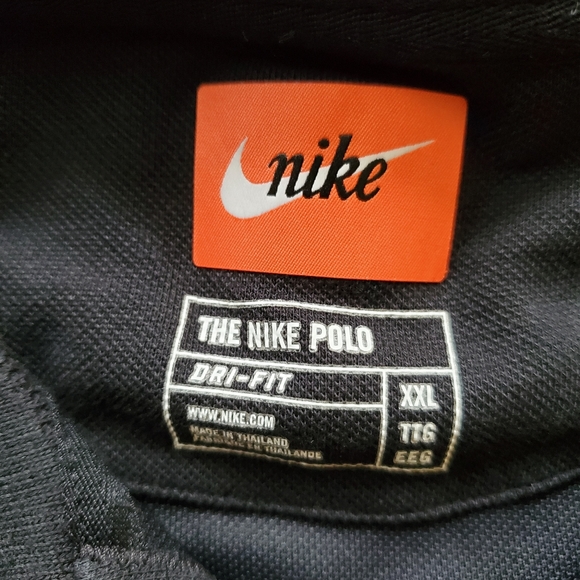 nike
THE NIKE POLO
DRI-FIT
XXL
WWW.NIKE.COM
TTG
MADE IN THAILAND
FABRIQUÉ EN THAÏLANDE
EEG